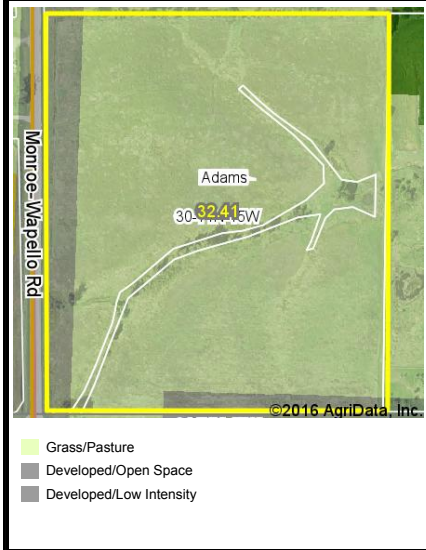 Monroe-Wapello Rd
Adams
32.41
©2016 AgriData, Inc.
Grass/Pasture
Developed/Open Space
Developed/Low Intensity